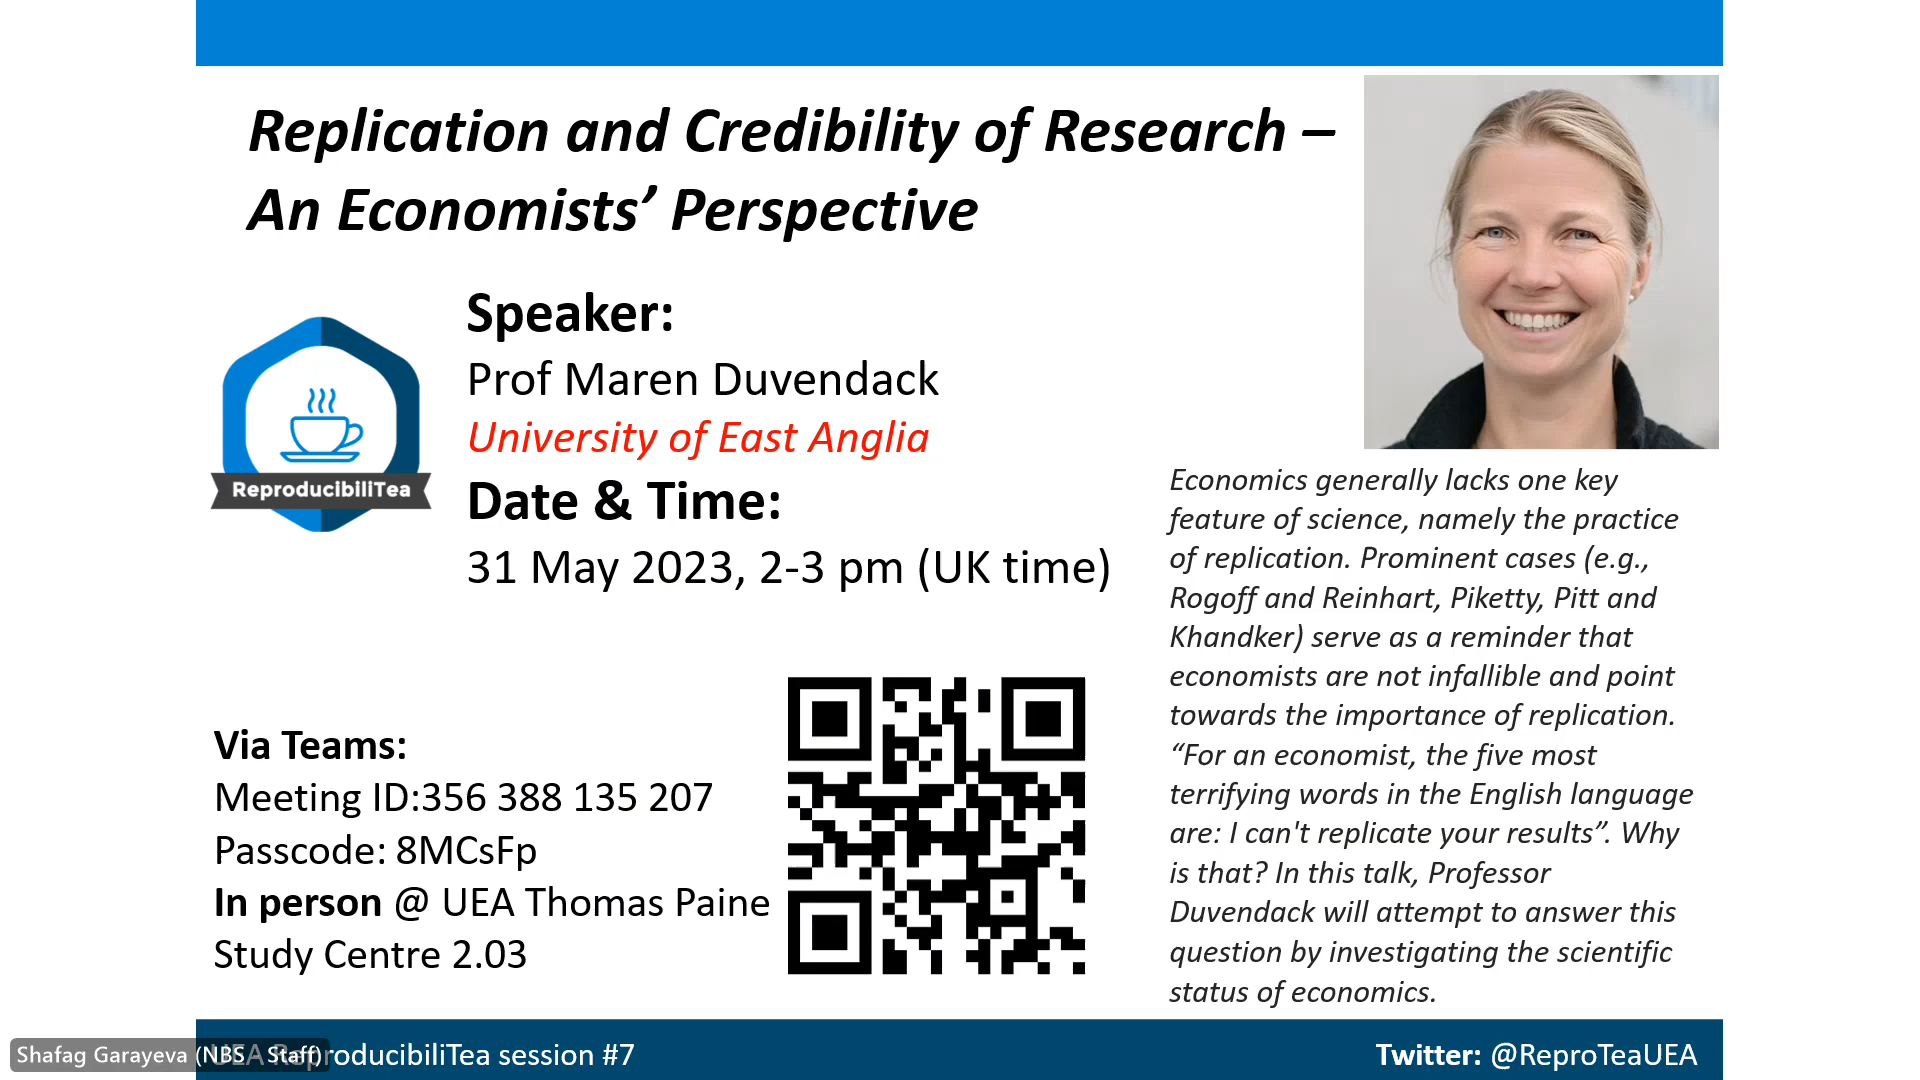 Replication and Credibility of Research –
An Economists’ Perspective
Speaker:
Prof Maren Duvendack
University of East Anglia
Date & Time:
31 May 2023, 2-3 pm (UK time)
ReproducibiliTea
Via Teams:
Meeting ID:356 388 135 207
Passcode: 8MCsFp
In person @ UEA Thomas Paine
Study Centre 2.03
Economics generally lacks one key
feature of science, namely the practice
of replication. Prominent cases (e.g.,
Rogoff and Reinhart, Piketty, Pitt and
Khandker) serve as a reminder that
economists are not infallible and point
towards the importance of replication.
“For an economist, the five most
terrifying words in the English language
are: I can't replicate your results”. Why
is that? In this talk, Professor
Duvendack will attempt to answer this
question by investigating the scientific
status of economics.
Shafag Garayeva (NBS - Staff)
UEA ReproducibiliTea session #7
Twitter: @ReproTeaUEA